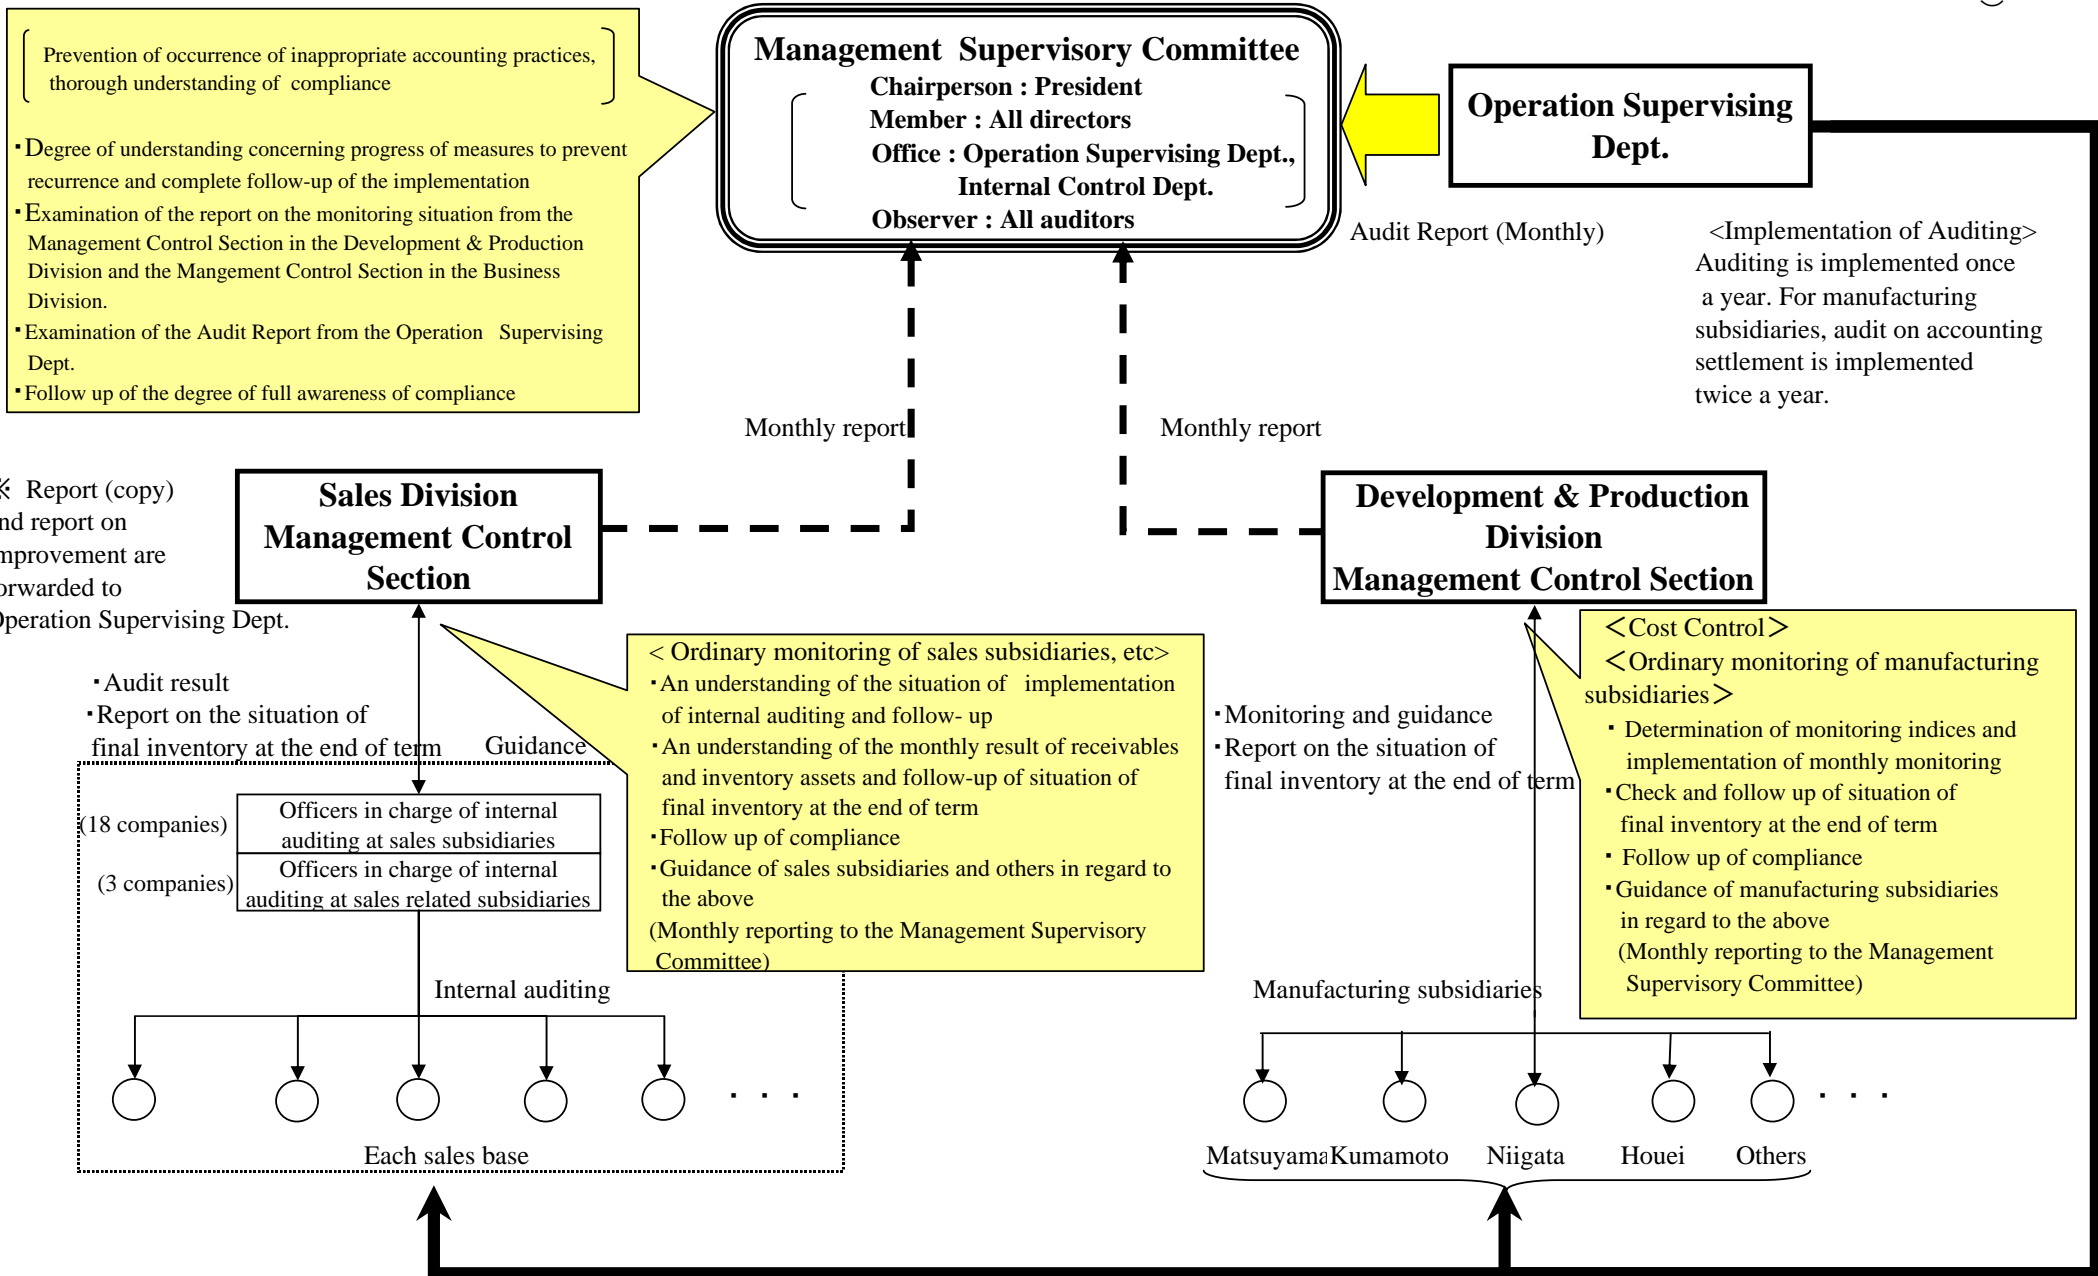 Prevention of occurrence of inappropriate accounting practices,
thorough understanding of compliance
・Degree of understanding concerning progress of measures to prevent
recurrence and complete follow-up of the implementation
・Examination of the report on the monitoring situation from the
Management Control Section in the Development & Production
Division and the Mangement Control Section in the Business
Division.
・Examination of the Audit Report from the Operation Supervising
Dept.
・Follow up of the degree of full awareness of compliance
Management Supervisory Committee
Chairperson : President
Member : All directors
Office : Operation Supervising Dept.,
Internal Control Dept.
Observer : All auditors
Operation Supervising
Dept.
Audit Report (Monthly)
<Implementation of Auditing>
Auditing is implemented once
a year. For manufacturing
subsidiaries, audit on accounting
settlement is implemented
twice a year.
Monthly report
Monthly report
※ Report (copy)
nd report on
mprovement are
orwarded to
Operation Supervising Dept.
Sales Division
Management Control
Section
Development & Production
Division
Management Control Section
・Audit result
・Report on the situation of
final inventory at the end of term
Guidance
< Ordinary monitoring of sales subsidiaries, etc>
・An understanding of the situation of implementation
of internal auditing and follow- up
・An understanding of the monthly result of receivables
and inventory assets and follow-up of situation of
final inventory at the end of term
・Follow up of compliance
・Guidance of sales subsidiaries and others in regard to
the above
(Monthly reporting to the Management Supervisory
Committee)
・Monitoring and guidance
・Report on the situation of
final inventory at the end of term
<Cost Control>
<Ordinary monitoring of manufacturing
subsidiaries>
・ Determination of monitoring indices and
implementation of monthly monitoring
・Check and follow up of situation of
final inventory at the end of term
・ Follow up of compliance
・Guidance of manufacturing subsidiaries
in regard to the above
(Monthly reporting to the Management
Supervisory Committee)
(18 companies)
Officers in charge of internal
auditing at sales subsidiaries
(3 companies)
Officers in charge of internal
auditing at sales related subsidiaries
Internal auditing
・・・
Each sales base
Manufacturing subsidiaries
・・・
Matsuyama
Kumamoto
Niigata
Houei
Others